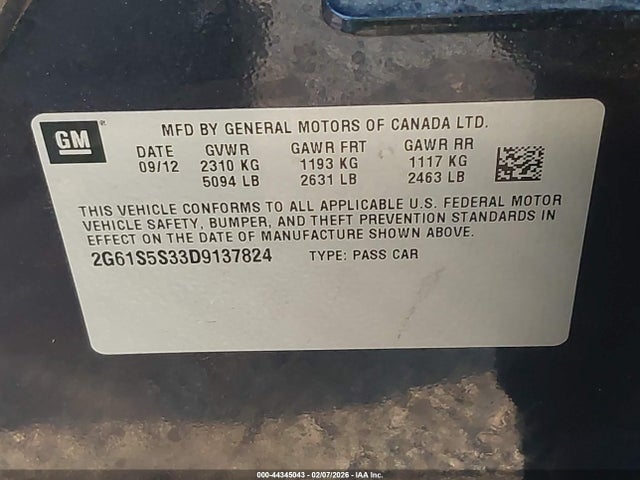 GM
MFD BY GENERAL MOTORS OF CANADA LTD.
DATE GVWR GAWR FRT GAWR RR
09/12 2310 KG 1193 KG 1117 KG
5094 LB 2631 LB 2463 LB
THIS VEHICLE CONFORMS TO ALL APPLICABLE U.S. FEDERAL MOTOR
VEHICLE SAFETY, BUMPER, AND THEFT PREVENTION STANDARDS IN
EFFECT ON THE DATE OF MANUFACTURE SHOWN ABOVE.
2G61S5S33D9137824 TYPE: PASS CAR
000-44345043 - 02/07/2026 - IAA Inc.